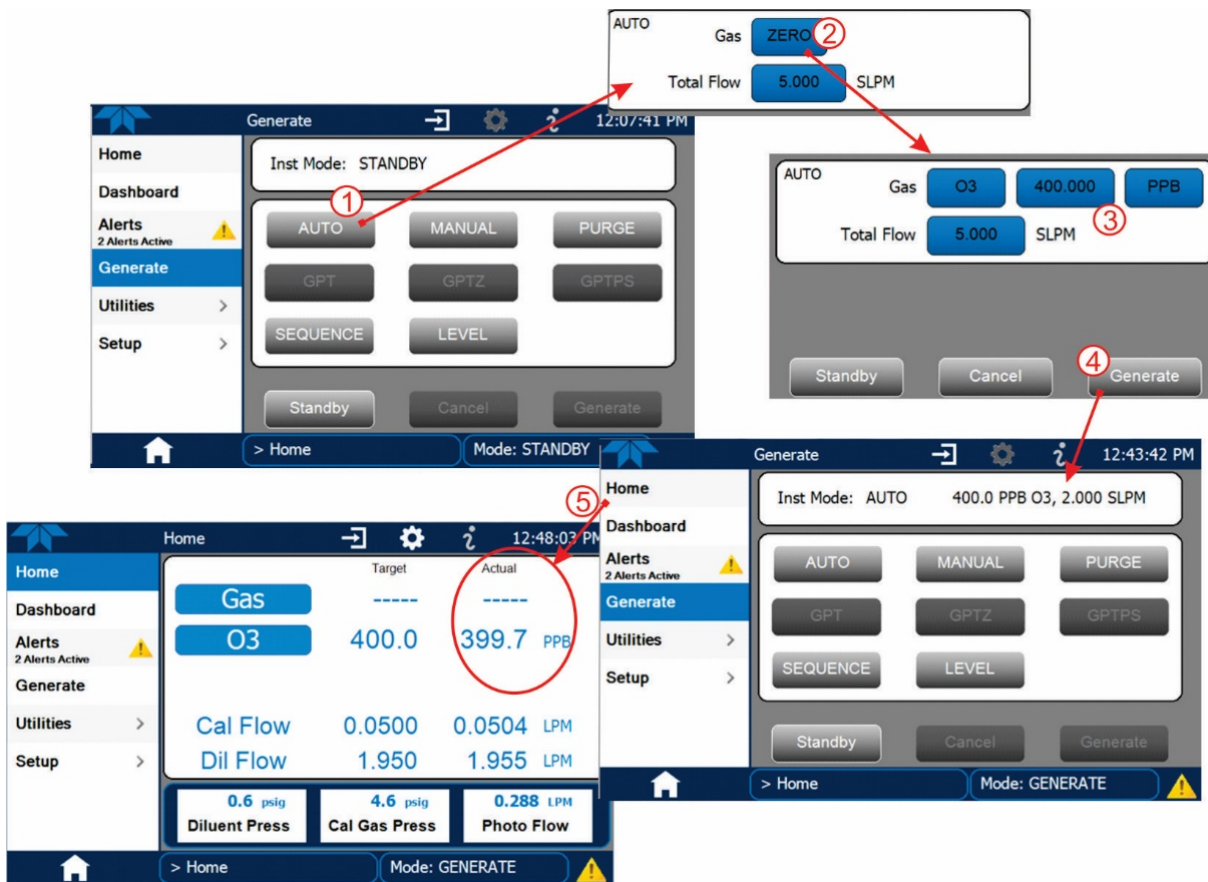 AUTO
Gas ZERO ②
Total Flow 5.000 SLPM
Generate 12:07:41 PM
Home
Inst Mode: STANDBY
Dashboard
Alerts
2 Alerts Active
①
AUTO MANUAL PURGE
Generate
GPT GPTZ GPTPS
Utilities >
SEQUENCE LEVEL
Setup >
Standby Cancel Generate
> Home Mode: STANDBY
AUTO
Gas O3 400.000 PPB
③
Total Flow 5.000 SLPM
④
Standby Cancel Generate
Generate 12:43:42 PM
Home
⑤
Inst Mode: AUTO 400.0 PPB O3, 2.000 SLPM
Dashboard
Alerts
2 Alerts Active
AUTO MANUAL PURGE
Generate
GPT GPTZ GPTPS
Utilities >
SEQUENCE LEVEL
Setup >
Standby Cancel Generate
> Home Mode: GENERATE
Home 12:48:03 PM
Home
Target Actual
Gas ----- -----
Dashboard
O3 400.0 399.7 PPB
Alerts
2 Alerts Active
Generate
Utilities >
Cal Flow 0.0500 0.0504 LPM
Setup >
Dil Flow 1.950 1.955 LPM
0.6 psig 4.6 psig 0.288 LPM
Diluent Press Cal Gas Press Photo Flow
> Home Mode: GENERATE